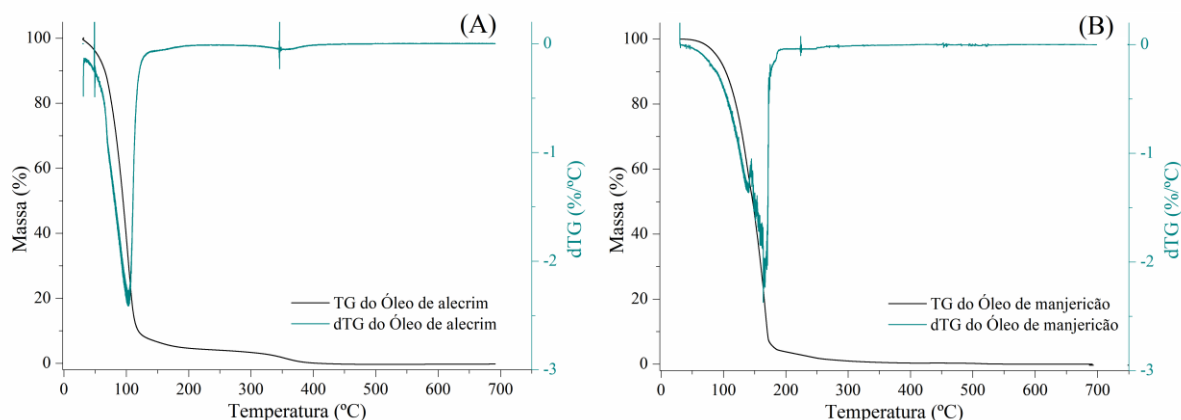 (A)
100
80
60
40
20
0
Massa (%)
0
-1
-2
-3
dTG (%/ºC)
TG do Óleo de alecrim
dTG do Óleo de alecrim
0 100 200 300 400 500 600 700
Temperatura (ºC)
(B)
100
80
60
40
20
0
Massa (%)
0
-1
-2
-3
dTG (%/ºC)
TG do Óleo de manjericão
dTG do Óleo de manjericão
0 100 200 300 400 500 600 700
Temperatura (ºC)